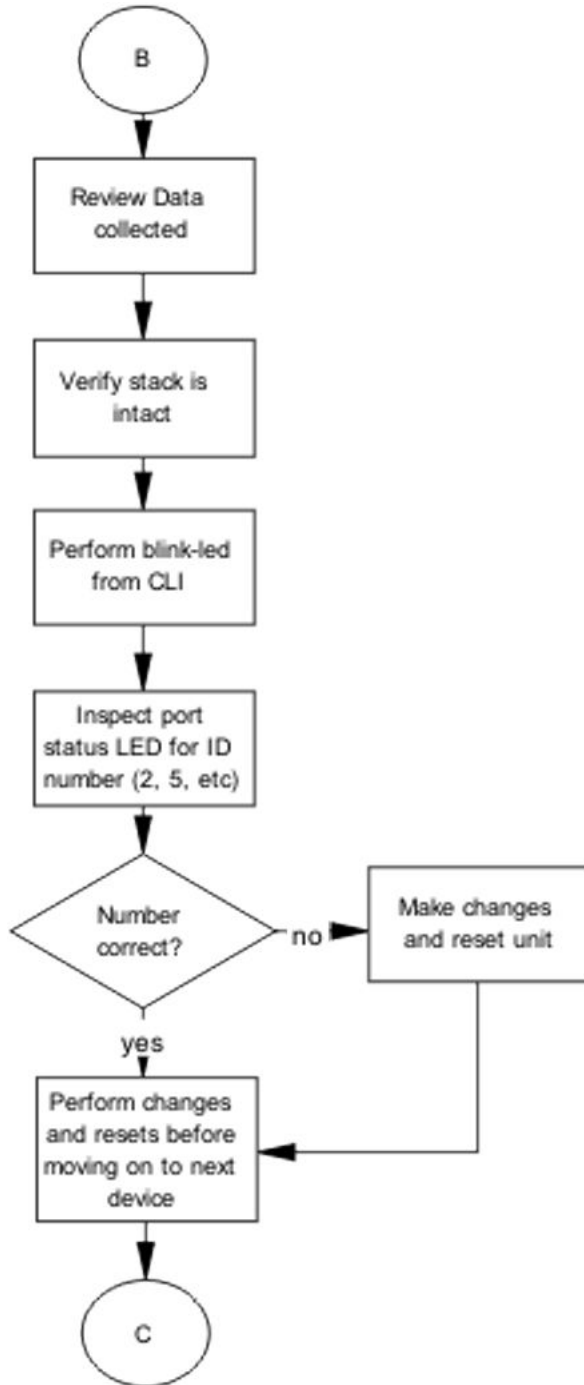 B
Review Data
collected
Verify stack is
intact
Perform blink-led
from CLI
Inspect port
status LED for ID
number (2, 5, etc)
Number
correct?
no
Make changes
and reset unit
yes
Perform changes
and resets before
moving on to next
device
C